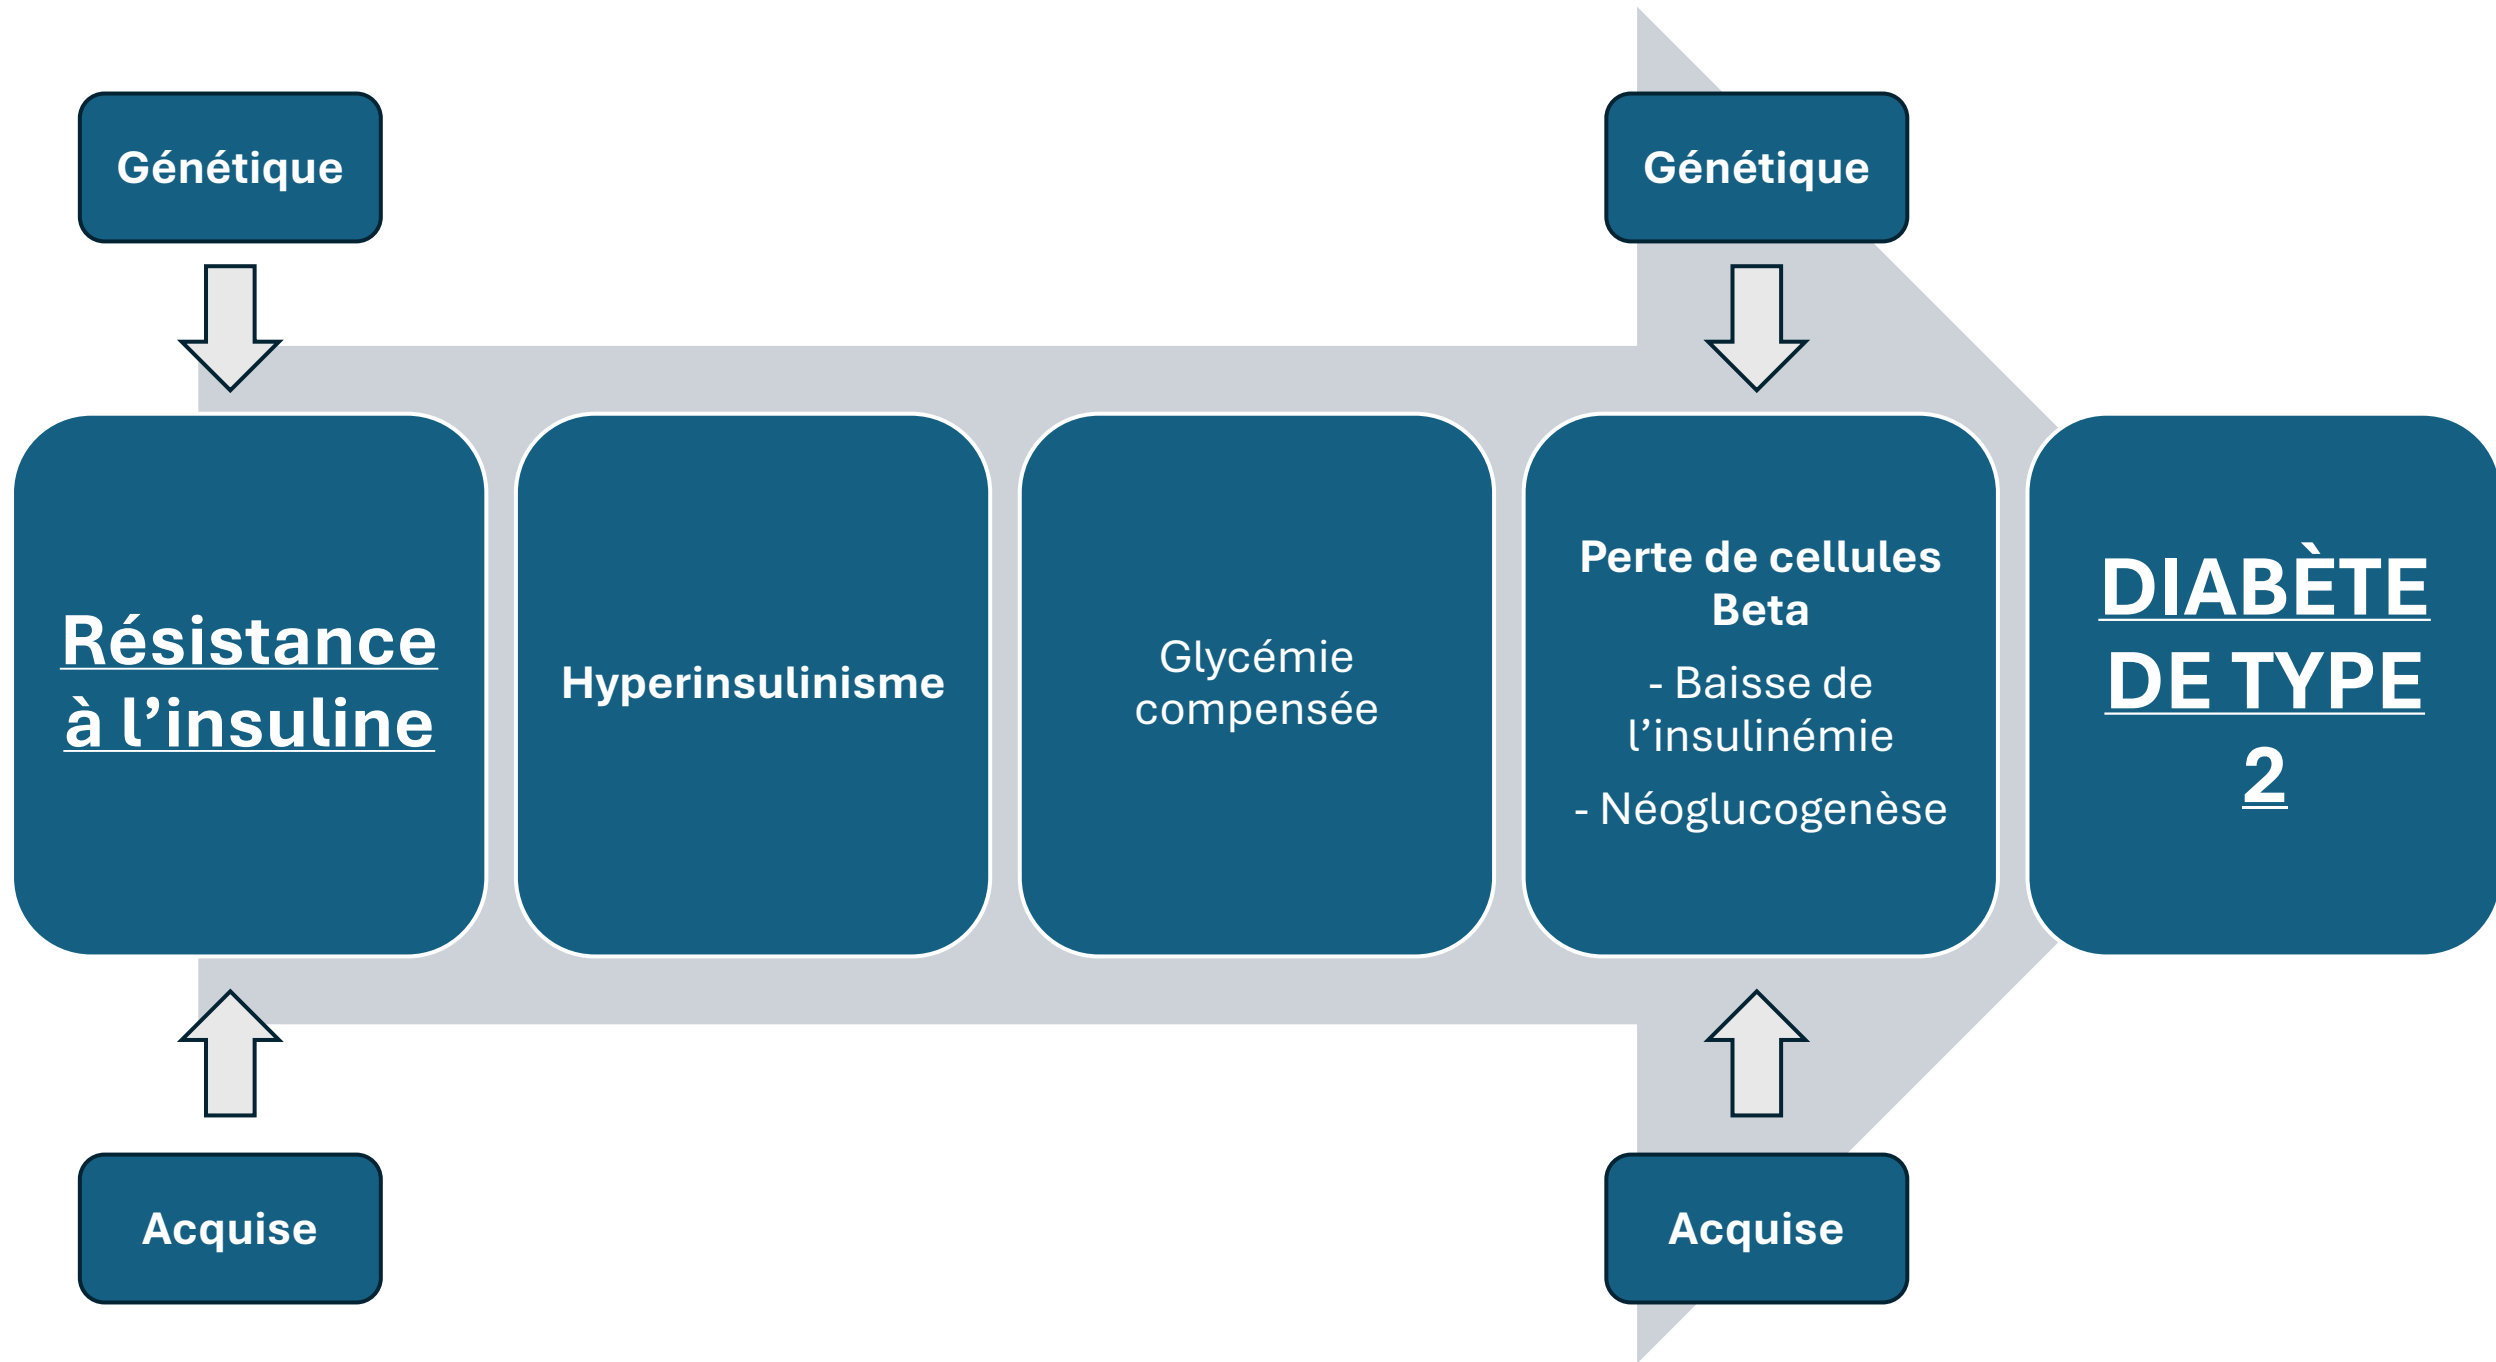 Génétique
Génétique
Résistance
à l’insuline
Hyperinsulinisme
Glycémie
compensée
Perte de cellules
Beta
- Baisse de
l’insulinémie
- Néoglucogenèse
DIABÈTE
DE TYPE
2
Acquise
Acquise